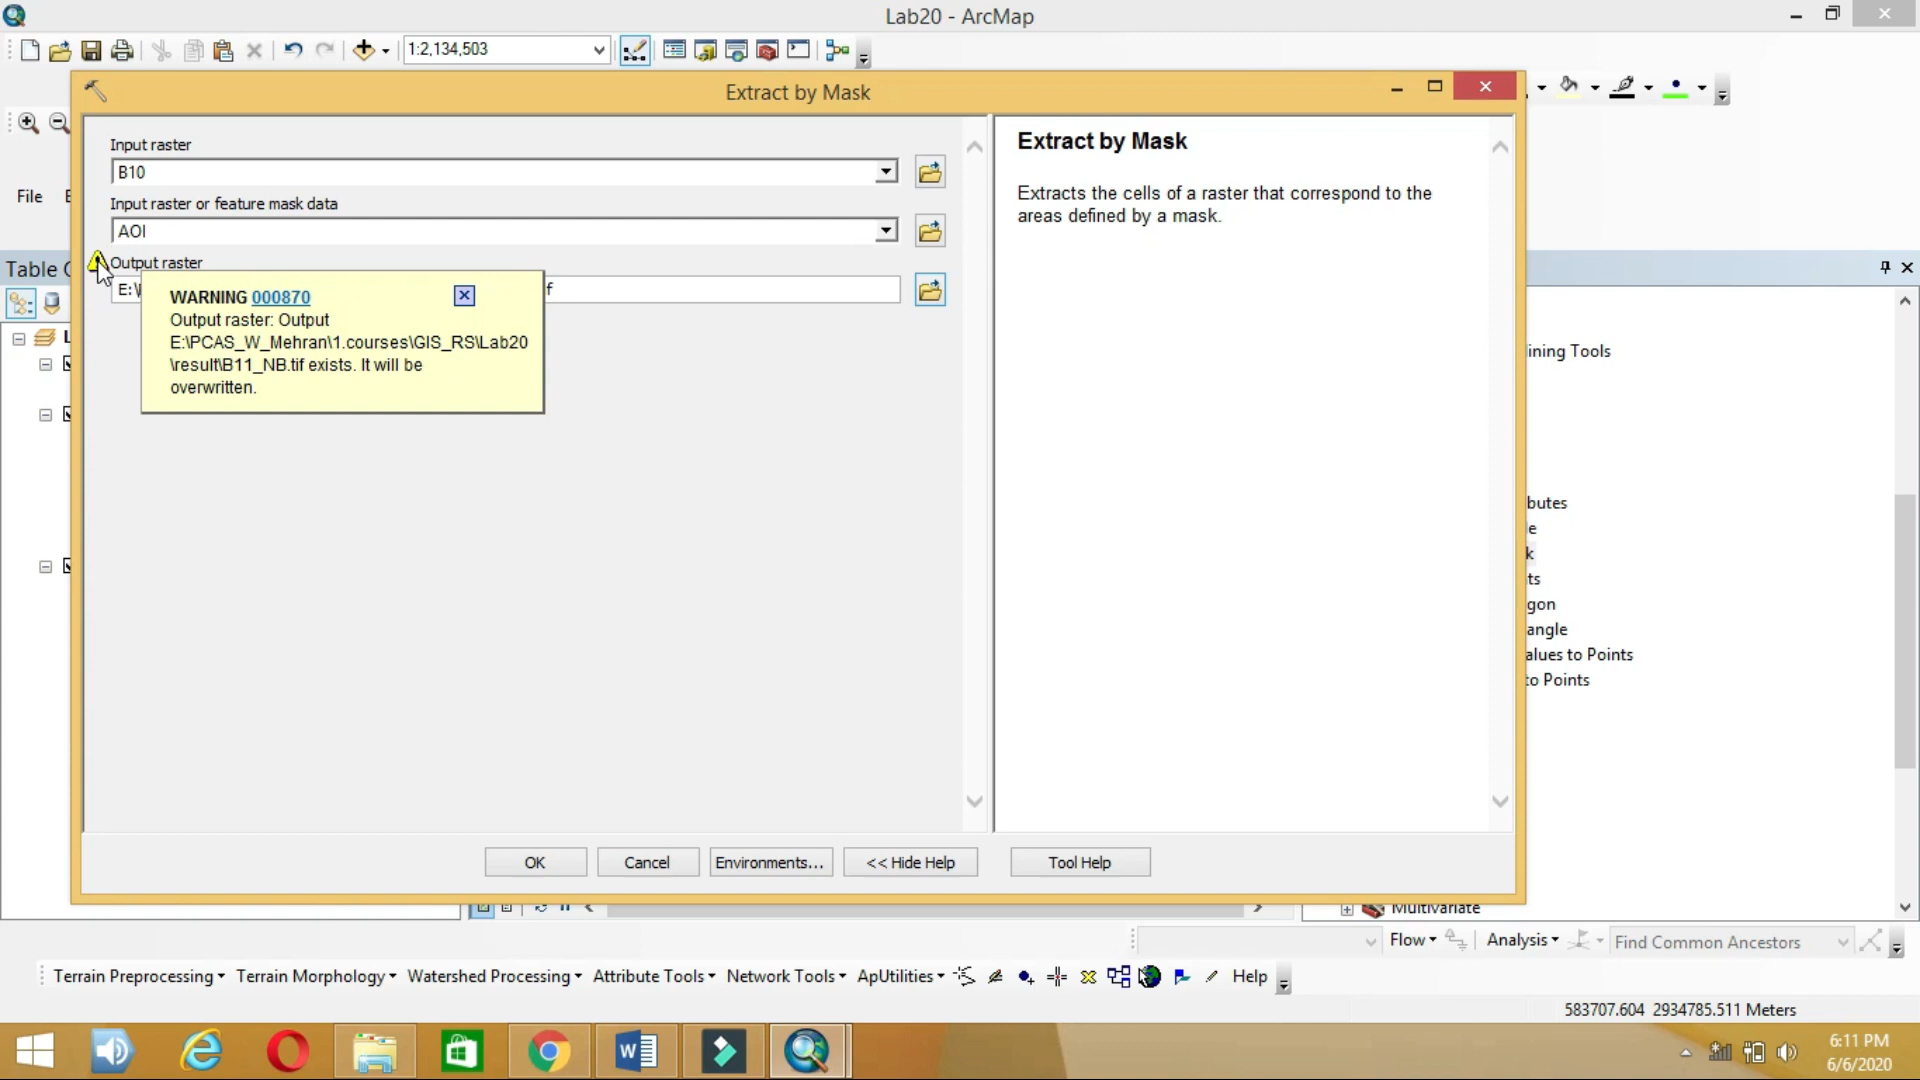 Lab20 - ArcMap
1:2,134,503
Extract by Mask
Input raster
B10
Input raster or feature mask data
AOI
Output raster
E:\
f
WARNING 000870
Output raster: Output
E:\PCAS_W_Mehran\1.courses\GIS_RS\Lab20
\result\B11_NB.tif exists. It will be
overwritten.
Extract by Mask
Extracts the cells of a raster that correspond to the
areas defined by a mask.
OK
Cancel
Environments...
<< Hide Help
Tool Help
File
Table
ining Tools
butes
e
k
ts
gon
angle
alues to Points
to Points
Multivariate
Flow
Analysis
Find Common Ancestors
Terrain Preprocessing
Terrain Morphology
Watershed Processing
Attribute Tools
Network Tools
ApUtilities
Help
583707.604 2934785.511 Meters
6:11 PM
6/6/2020